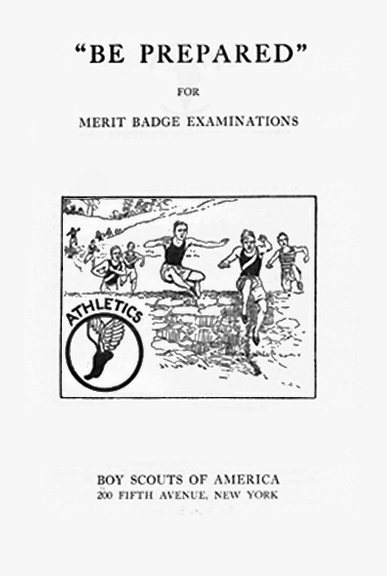 “BE PREPARED”
FOR
MERIT BADGE EXAMINATIONS
ATHLETICS
BOY SCOUTS OF AMERICA
200 FIFTH AVENUE, NEW YORK